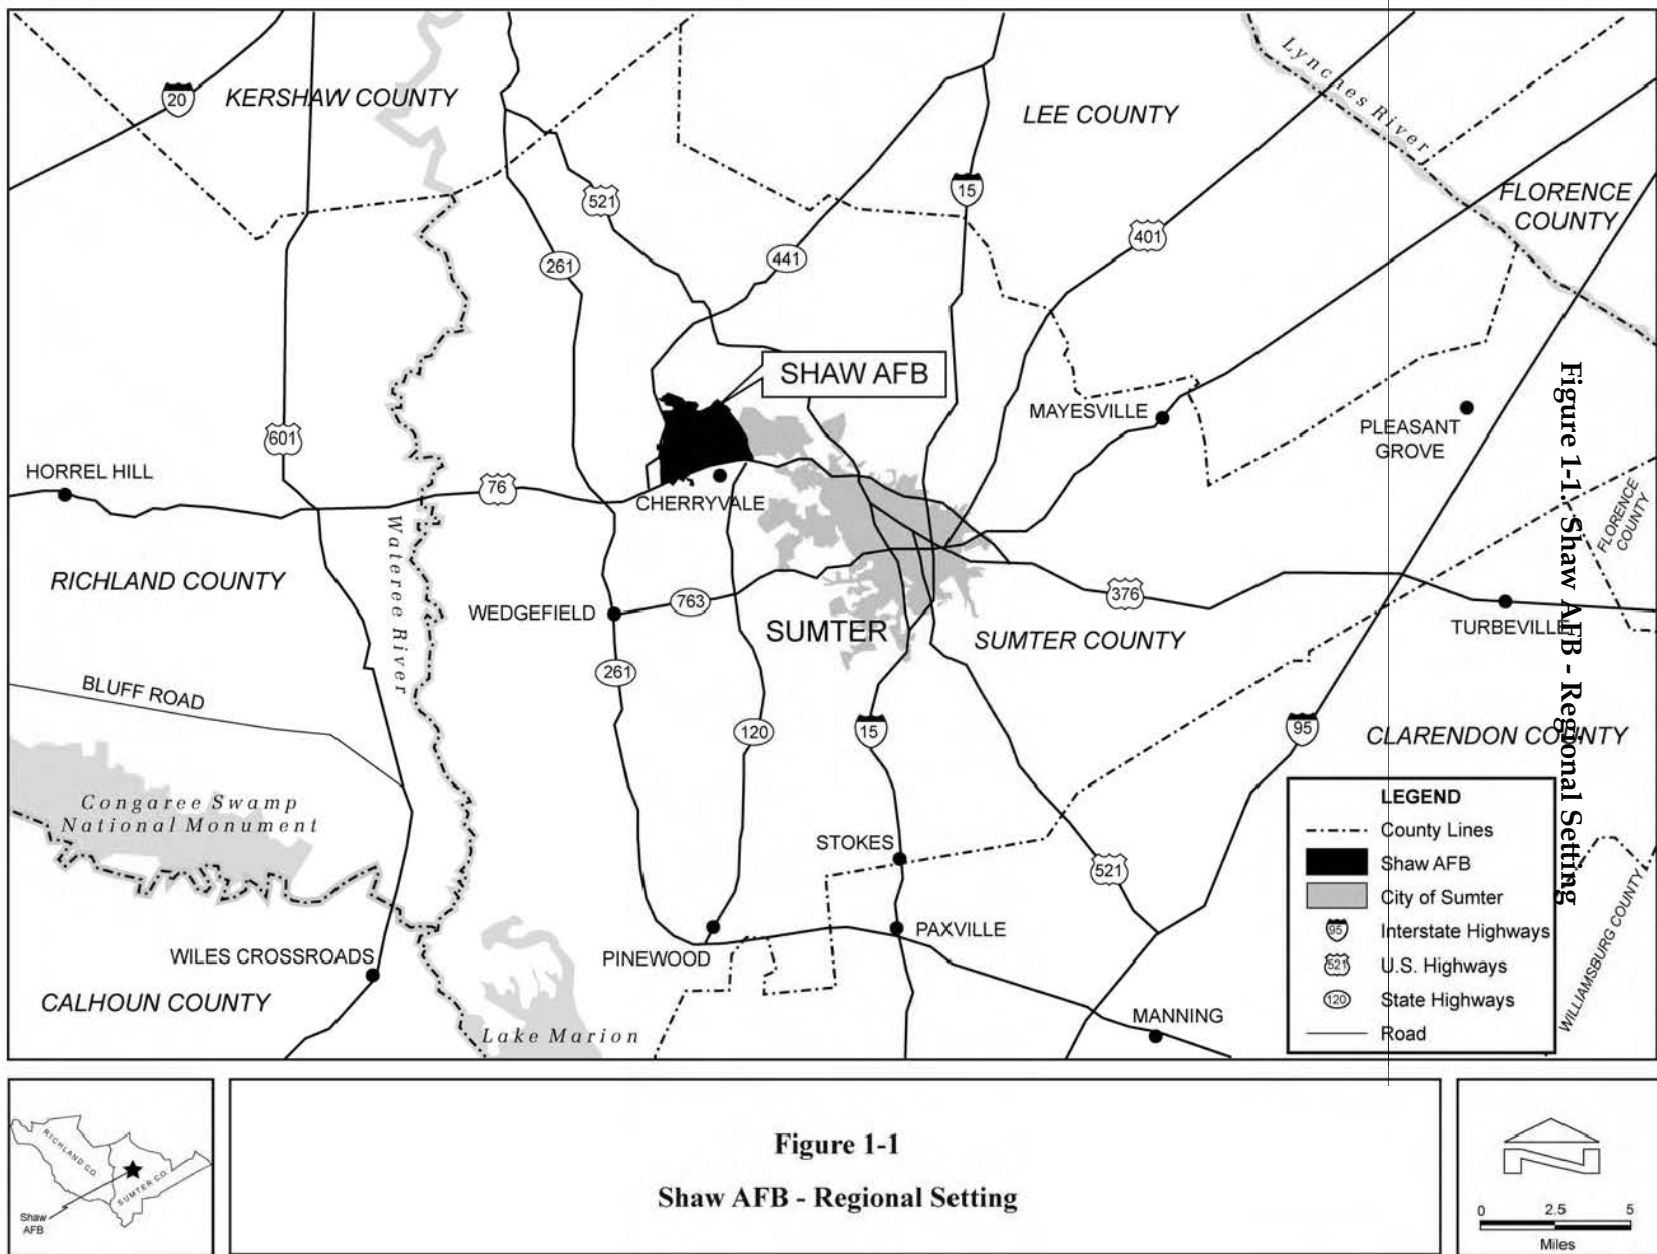 20
KERSHAW COUNTY
LEE COUNTY
Lynches River
15
521
FLORENCE
COUNTY
401
261
441
SHAW AFB
MAYESVILLE
PLEASANT
GROVE
601
HORREL HILL
76
CHERRYVALE
FLORENCE
COUNTY
Wateree River
RICHLAND COUNTY
WEDGEFIELD
763
376
SUMTER
SUMTER COUNTY
TURBEVILLE
261
BLUFF ROAD
120
15
95
CLARENDON COUNTY
Congaree Swamp
National Monument
STOKES
521
PAXVILLE
PINEWOOD
WILES CROSSROADS
CALHOUN COUNTY
Lake Marion
MANNING
WILLIAMSBURG COUNTY
LEGEND
County Lines
Shaw AFB
City of Sumter
95 Interstate Highways
521 U.S. Highways
120 State Highways
Road
Figure 1-1. Shaw AFB - Regional Setting
RICHLAND CO.
SUMTER CO.
Shaw
AFB
Figure 1-1
Shaw AFB - Regional Setting
N
0 2.5 5
Miles